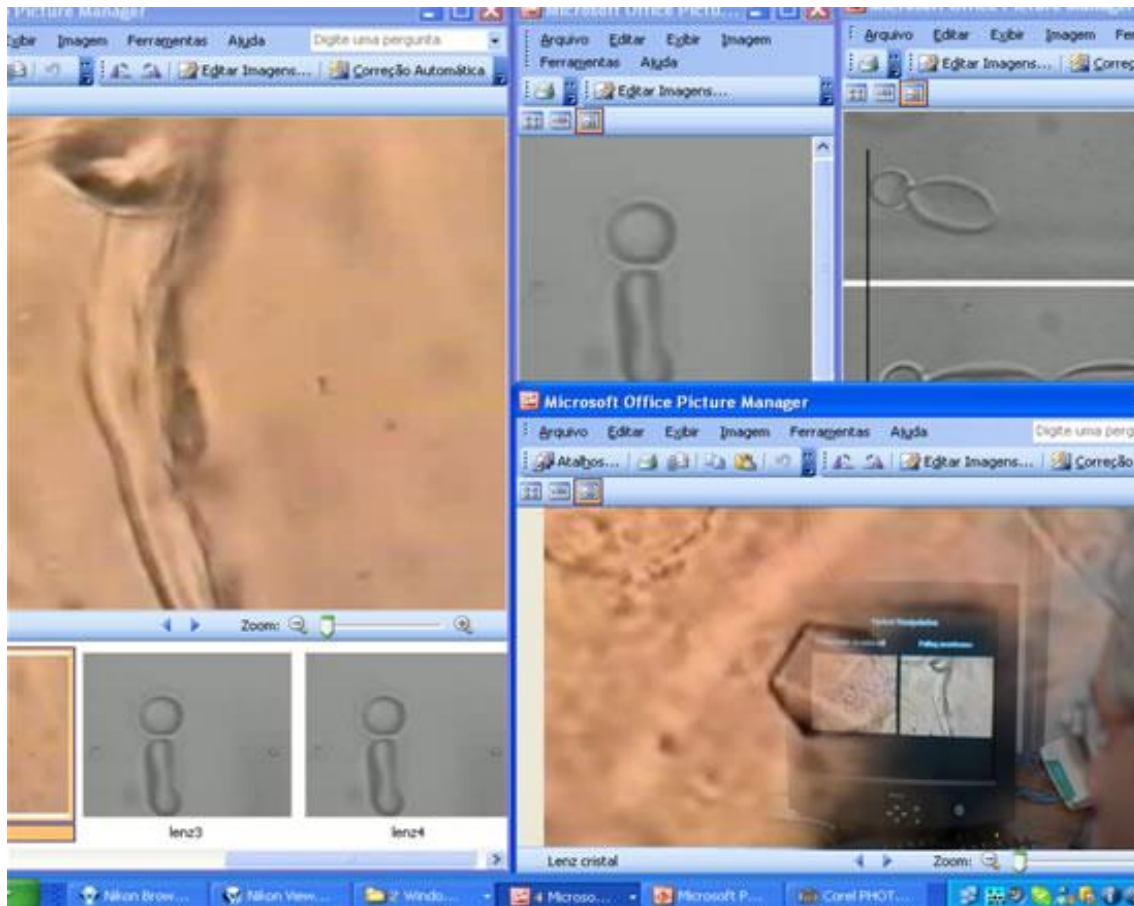 Picture Manager
Imagem Ferramentas Ajuda Digite uma pergunta
Editar Imagens... Correção Automática
Zoom:
lenz3 lenz4
Microsoft Office Pictu...
Arquivo Editar Exibir Imagem
Ferramentas Ajuda
Editar Imagens...
Arquivo Editar Exibir Imagem
Editar Imagens...
Microsoft Office Picture Manager
Arquivo Editar Exibir Imagem Ferramentas Ajuda Digite uma perg
Atalhos... Editar Imagens... Correção
Pulling membranes
Lenz cristal Zoom:
Nikon Brow... Nikon View... 2 Windo... 4 Microso... Microsoft P... Corel PHOT...